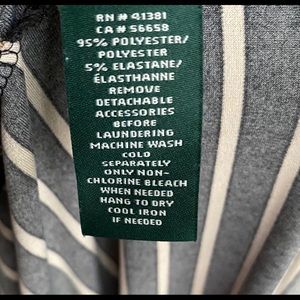 RN # 41381
CA # 56658
95% POLYESTER/
POLYESTER
5% ELASTANE/
ÉLASTHANNE
REMOVE
DETACHABLE
ACCESSORIES
BEFORE
LAUNDERING
MACHINE WASH
COLD
SEPARATELY
ONLY NON-
CHLORINE BLEACH
WHEN NEEDED
HANG TO DRY
COOL IRON
IF NEEDED